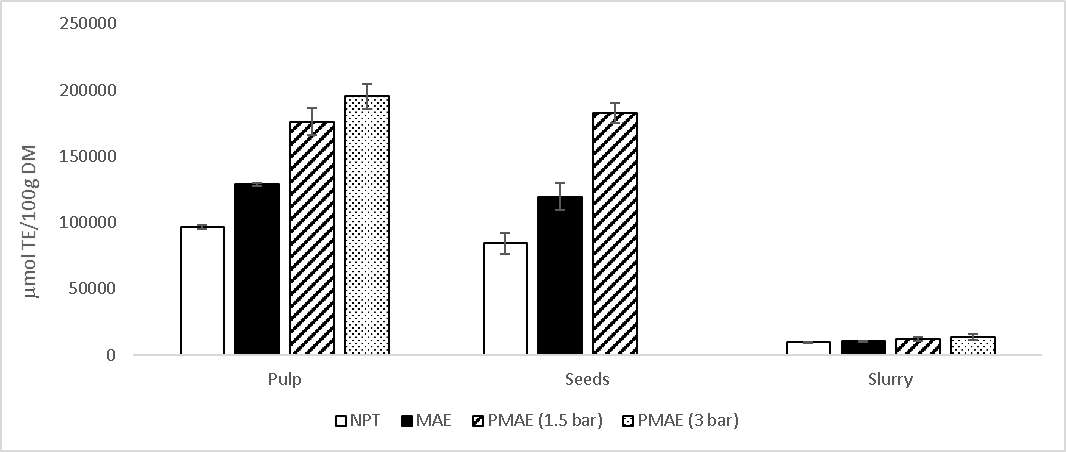 250000
200000
150000
100000
50000
0
µmol TE/100g DM
Pulp
Seeds
Slurry
NPT
MAE
PMAE (1.5 bar)
PMAE (3 bar)